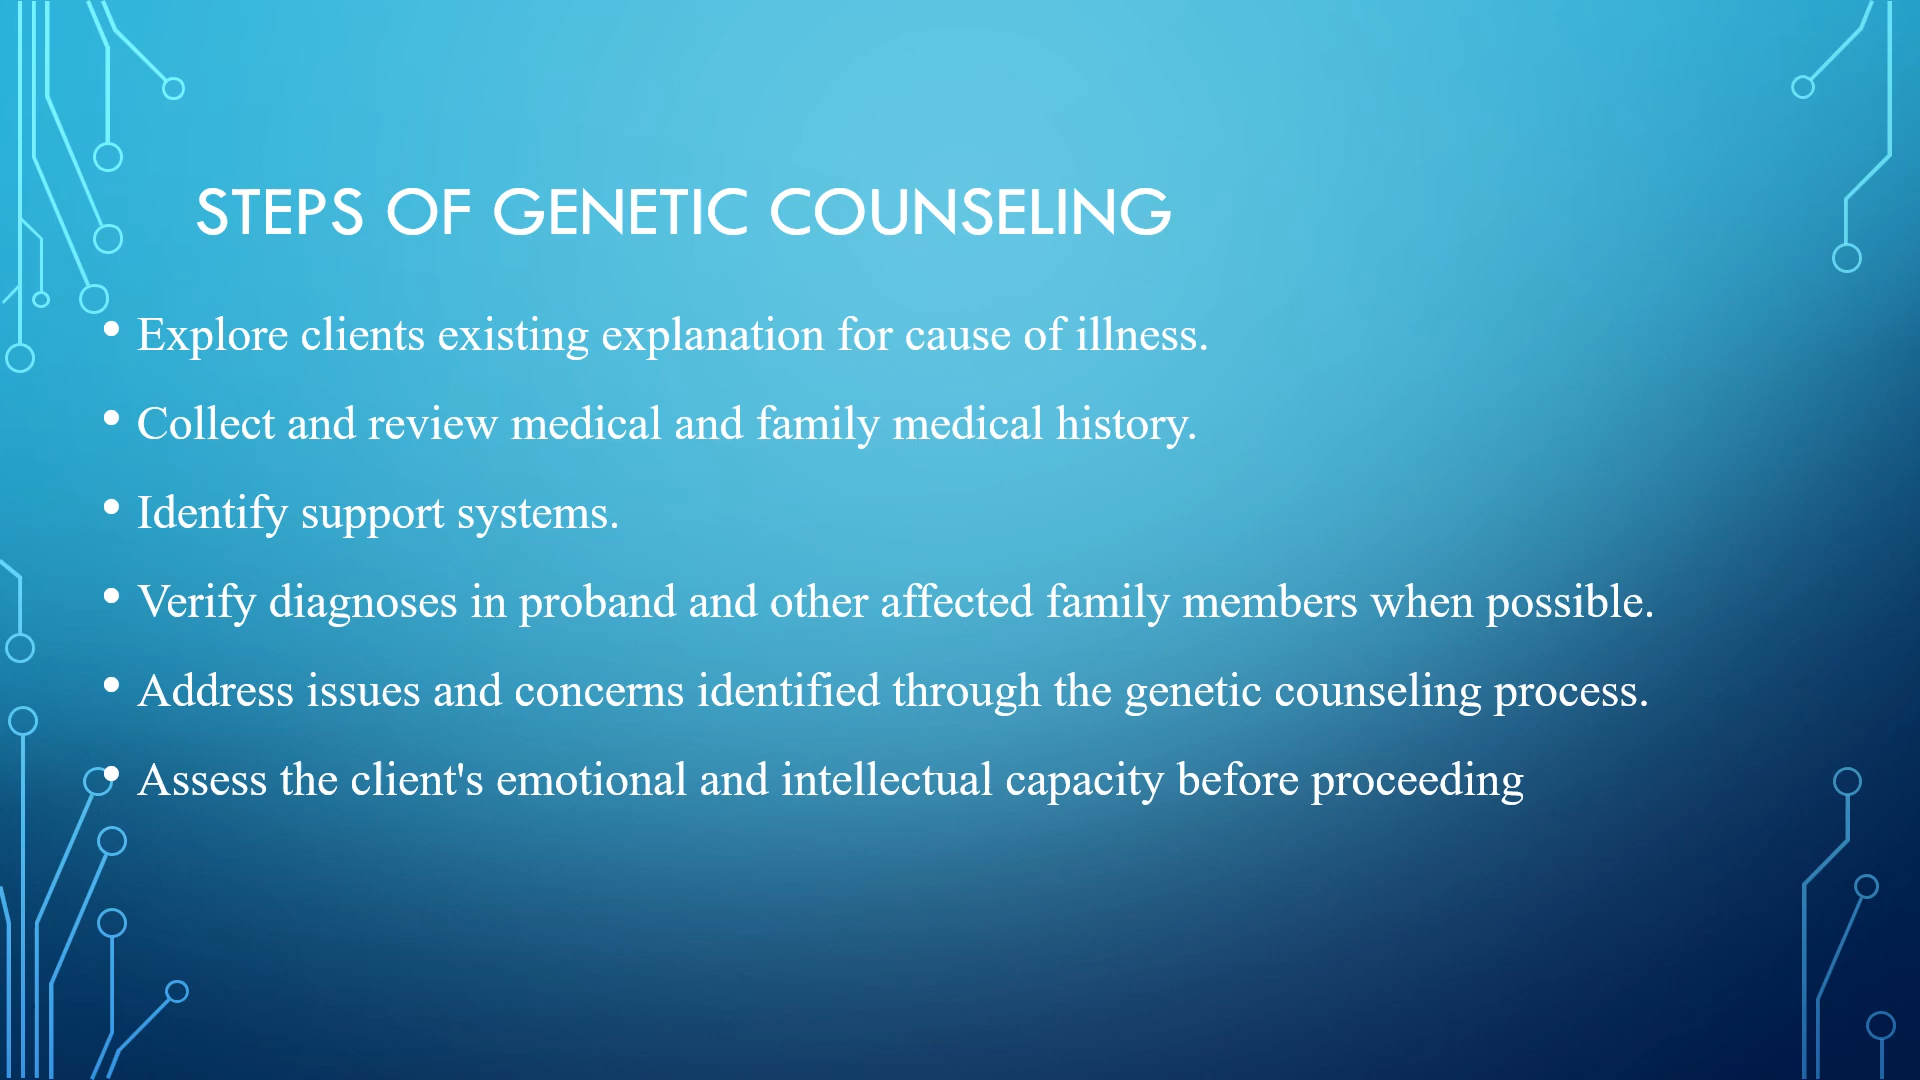 STEPS OF GENETIC COUNSELING
• Explore clients existing explanation for cause of illness.
• Collect and review medical and family medical history.
• Identify support systems.
• Verify diagnoses in proband and other affected family members when possible.
• Address issues and concerns identified through the genetic counseling process.
• Assess the client's emotional and intellectual capacity before proceeding